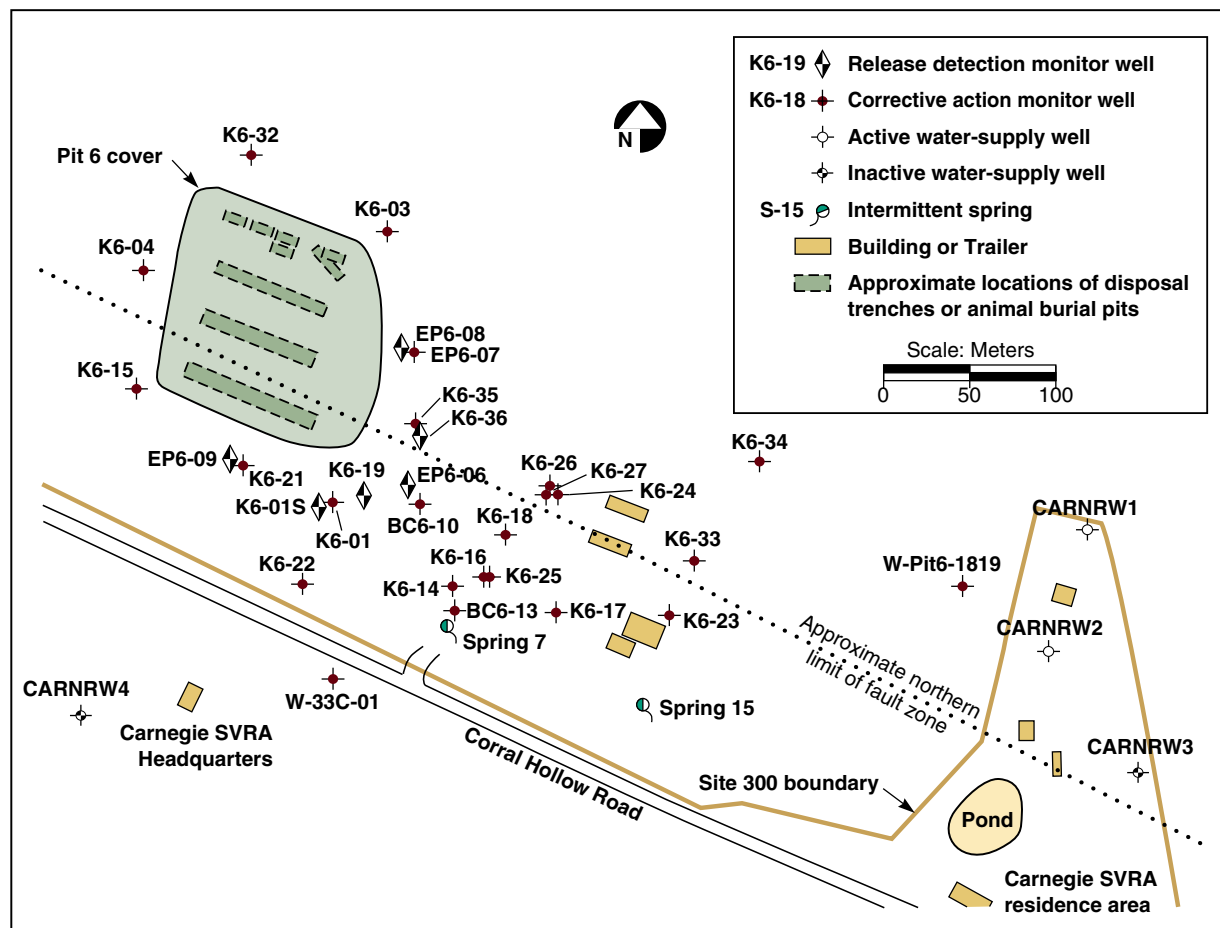 K6-19
Release detection monitor well
K6-18
Corrective action monitor well
Active water-supply well
Inactive water-supply well
S-15
Intermittent spring
Building or Trailer
Approximate locations of disposal
trenches or animal burial pits
Scale: Meters
0 50 100
N
K6-32
Pit 6 cover
K6-03
K6-04
EP6-08
EP6-07
K6-15
K6-35
K6-36
K6-34
EP6-09
K6-21
K6-19
EP6-06
K6-26
K6-27
K6-24
K6-01S
K6-01
BC6-10
K6-18
CARNRW1
K6-33
K6-22
K6-16
K6-25
K6-14
W-Pit6-1819
BC6-13
K6-17
K6-23
Spring 7
CARNRW2
Approximate northern
limit of fault zone
W-33C-01
CARNRW4
Spring 15
Carnegie SVRA
Headquarters
Corral Hollow Road
CARNRW3
Site 300 boundary
Pond
Carnegie SVRA
residence area